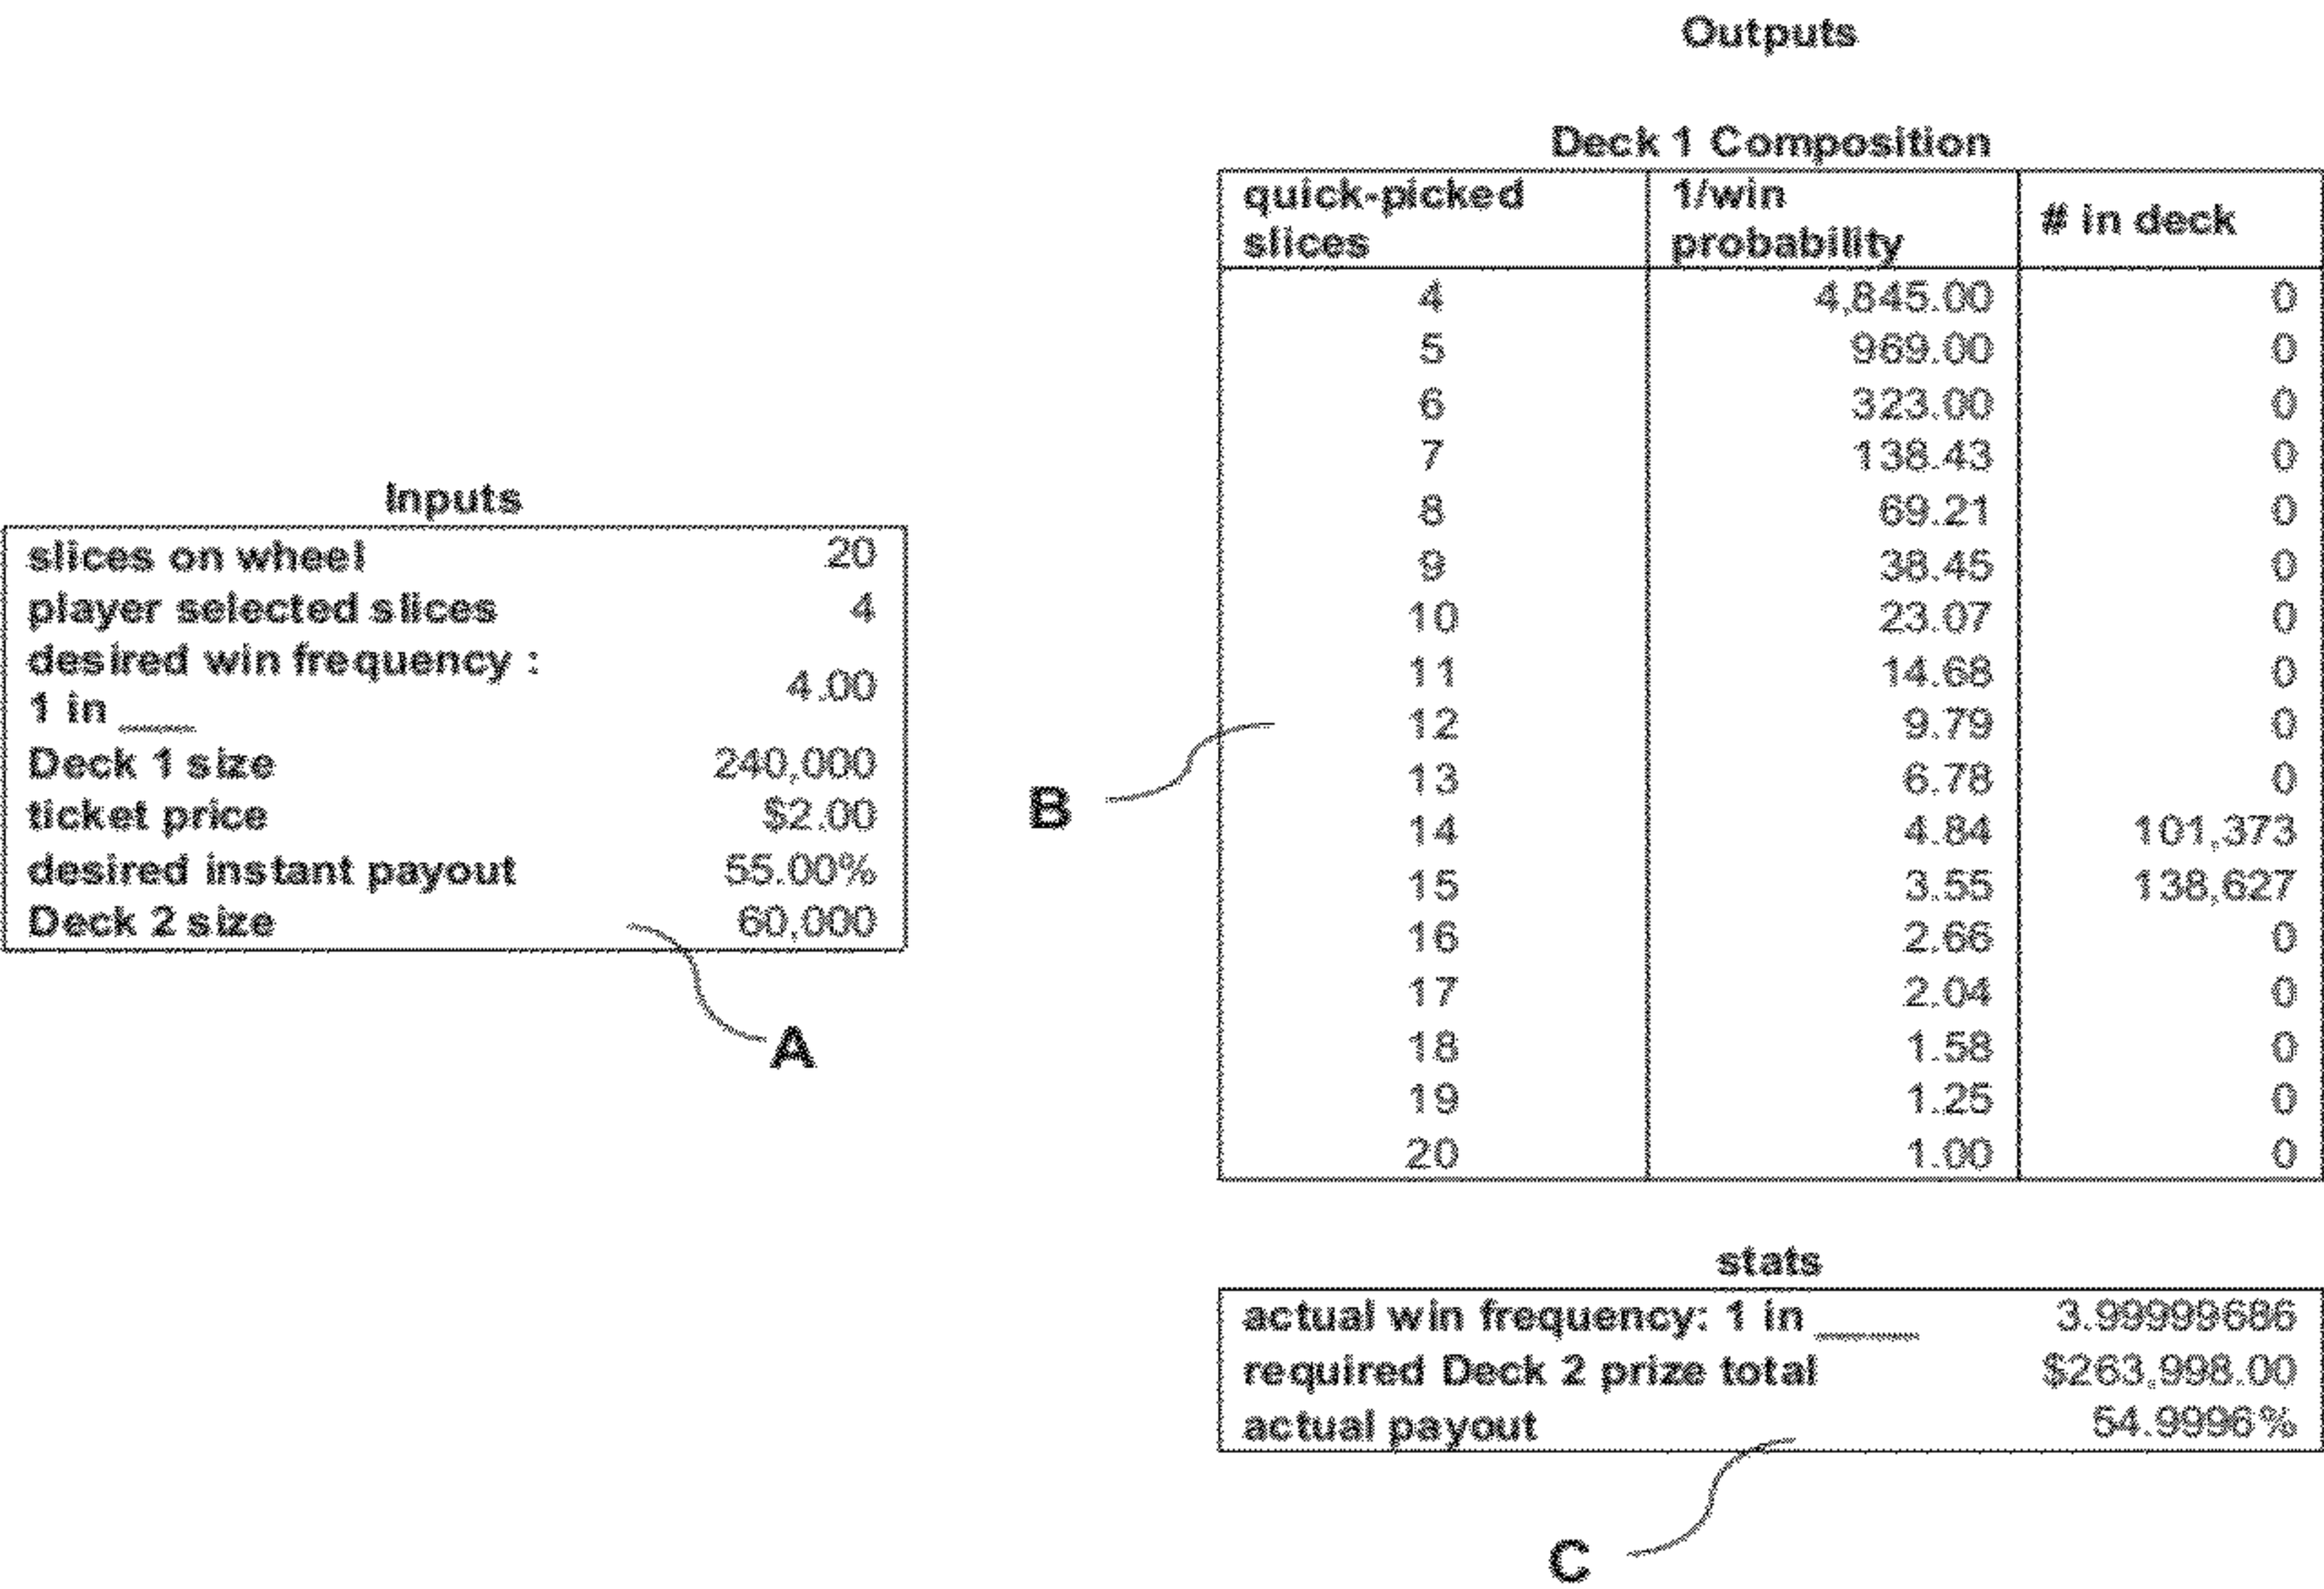 Outputs
Inputs
slices on wheel 20
player selected slices 4
desired win frequency :
1 in ____ 4.00
Deck 1 size 240,000
ticket price $2.00
desired instant payout 55.00%
Deck 2 size 60,000
A
Deck 1 Composition
quick-picked slices 1/win probability # in deck
4 4,845.00 0
5 969.00 0
6 323.00 0
7 138.43 0
8 69.21 0
9 38.45 0
10 23.07 0
11 14.68 0
12 9.79 0
13 6.78 0
14 4.84 101,373
15 3.55 138,627
16 2.66 0
17 2.04 0
18 1.58 0
19 1.25 0
20 1.00 0
B
stats
actual win frequency: 1 in ____ 3.99999686
required Deck 2 prize total $263,998.00
actual payout 54.9996%
C